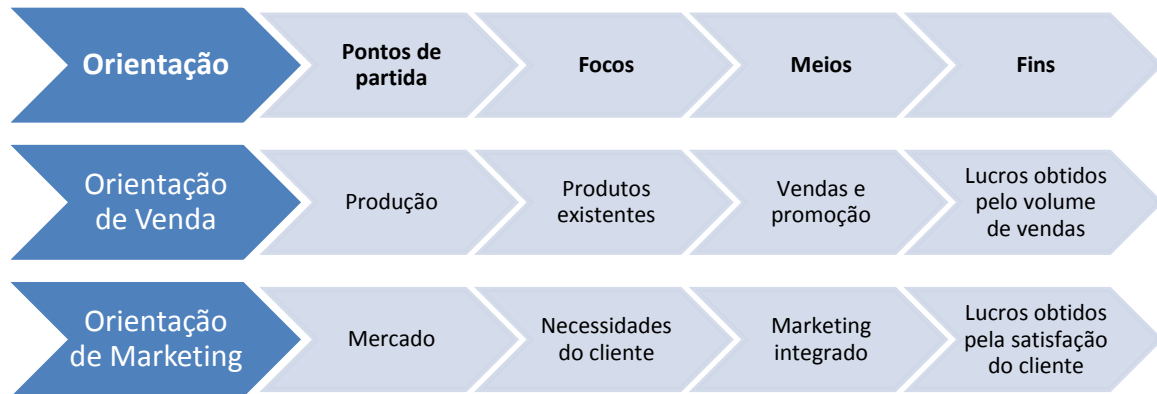 Orientação
Pontos de
partida
Focos
Meios
Fins
Orientação
de Venda
Produção
Produtos
existentes
Vendas e
promoção
Lucros obtidos
pelo volume
de vendas
Orientação
de Marketing
Mercado
Necessidades
do cliente
Marketing
integrado
Lucros obtidos
pela satisfação
do cliente